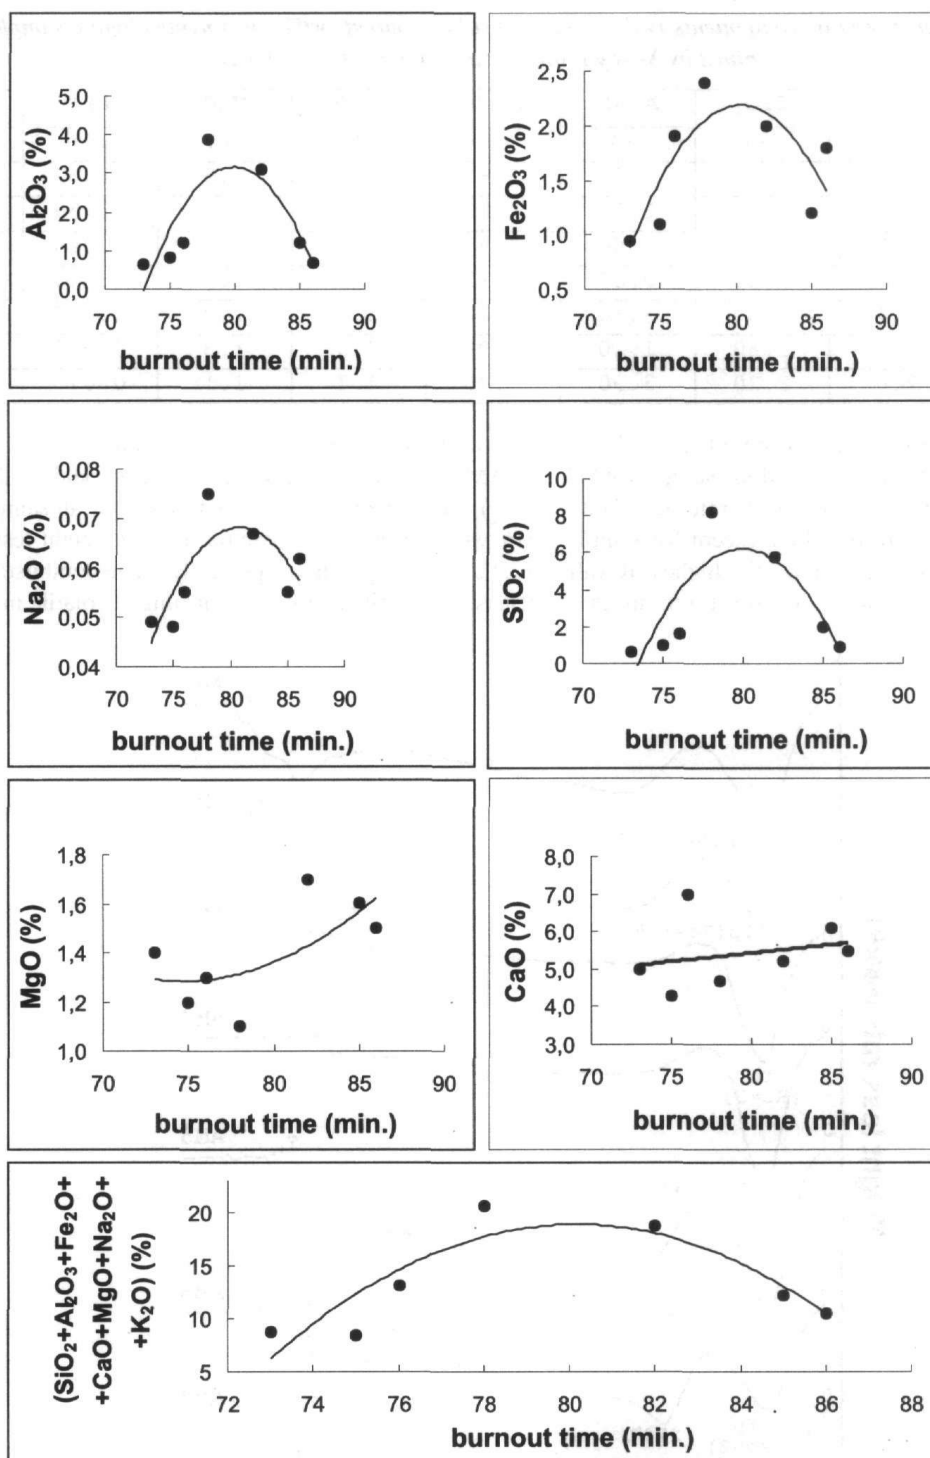 Al2O3 (%)
5,0
4,0
3,0
2,0
1,0
0,0
70 75 80 85 90
burnout time (min.)
Fe2O3 (%)
2,5
2,0
1,5
1,0
0,5
70 75 80 85 90
burnout time (min.)
Na2O (%)
0,08
0,07
0,06
0,05
0,04
70 75 80 85 90
burnout time (min.)
SiO2 (%)
10
8
6
4
2
0
70 75 80 85 90
burnout time (min.)
MgO (%)
1,8
1,6
1,4
1,2
1,0
70 75 80 85 90
burnout time (min.)
CaO (%)
8,0
7,0
6,0
5,0
4,0
3,0
70 75 80 85 90
burnout time (min.)
(SiO2+Al2O3+Fe2O+
+CaO+MgO+Na2O+
+K2O) (%)
20
15
10
5
72 74 76 78 80 82 84 86 88
burnout time (min.)